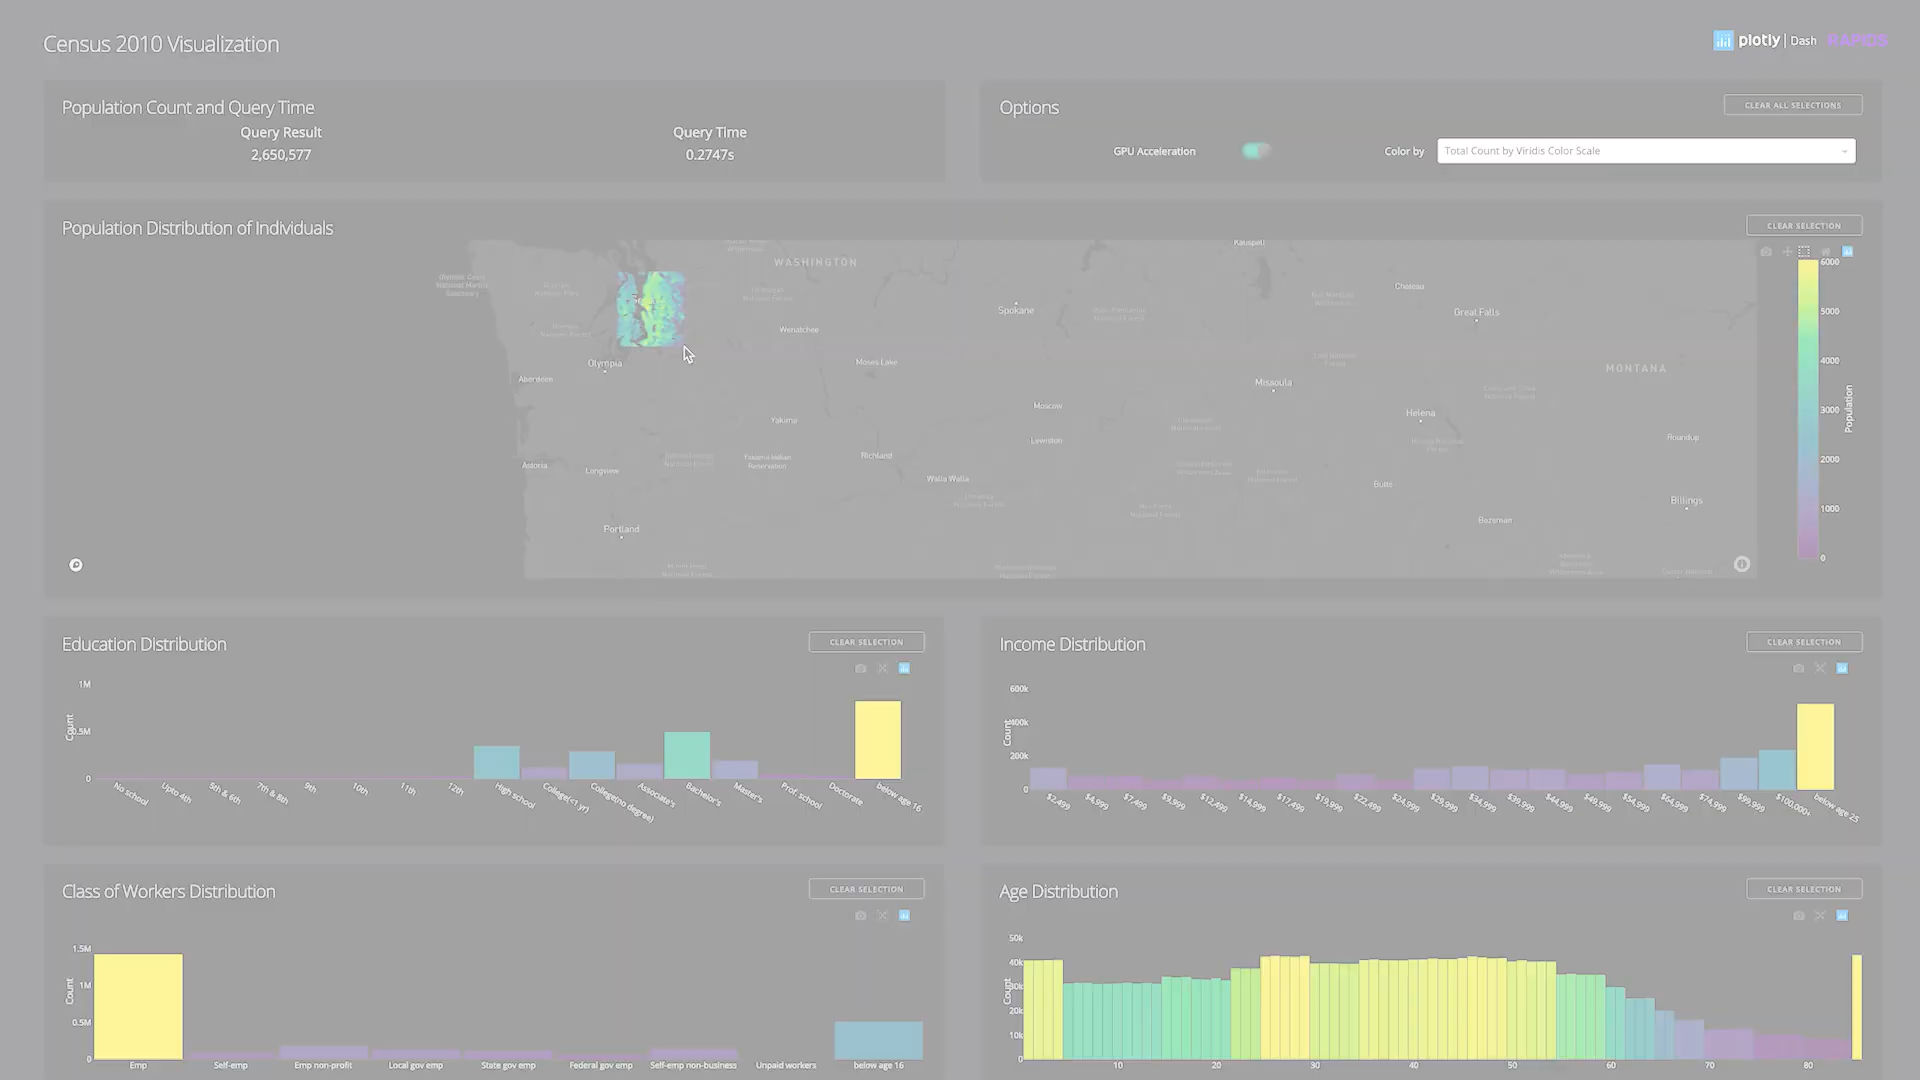 Census 2010 Visualization
plotly | Dash RAPIDS
Population Count and Query Time
Query Result
2,650,577
Query Time
0.2747s
Options
CLEAR ALL SELECTIONS
GPU Acceleration
Color by
Total Count by Viridis Color Scale
Population Distribution of Individuals
CLEAR SELECTION
WASHINGTON
Kalispell
Spokane
Choteau
Great Falls
Wenatchee
Olympia
Moses Lake
Aberdeen
Missoula
MONTANA
Moscow
Helena
Yakima
Lewiston
Roundup
Astoria
Longview
Yakama Indian
Reservation
Richland
Walla Walla
Butte
Billings
Portland
Bozeman
6000
5000
4000
3000
2000
1000
0
Population
Education Distribution
CLEAR SELECTION
1M
0.5M
0
Count
No school
Upto 4th
5th & 6th
7th & 8th
9th
10th
11th
12th
High school
College(<1 yr)
College(no degree)
Associate's
Bachelor's
Master's
Prof. school
Doctorate
below age 16
Income Distribution
CLEAR SELECTION
600k
400k
200k
0
Count
$2,499
$4,999
$7,499
$9,999
$12,499
$14,999
$17,499
$19,999
$22,499
$24,999
$29,999
$34,999
$39,999
$44,999
$49,999
$54,999
$64,999
$74,999
$99,999
$100,000+
below age 25
Class of Workers Distribution
CLEAR SELECTION
1.5M
1M
0.5M
0
Count
Emp
Self-emp
Emp non-profit
Local gov emp
State gov emp
Federal gov emp
Self-emp non-business
Unpaid workers
below age 16
Age Distribution
CLEAR SELECTION
50k
40k
30k
20k
10k
0
Count
10
20
30
40
50
60
70
80